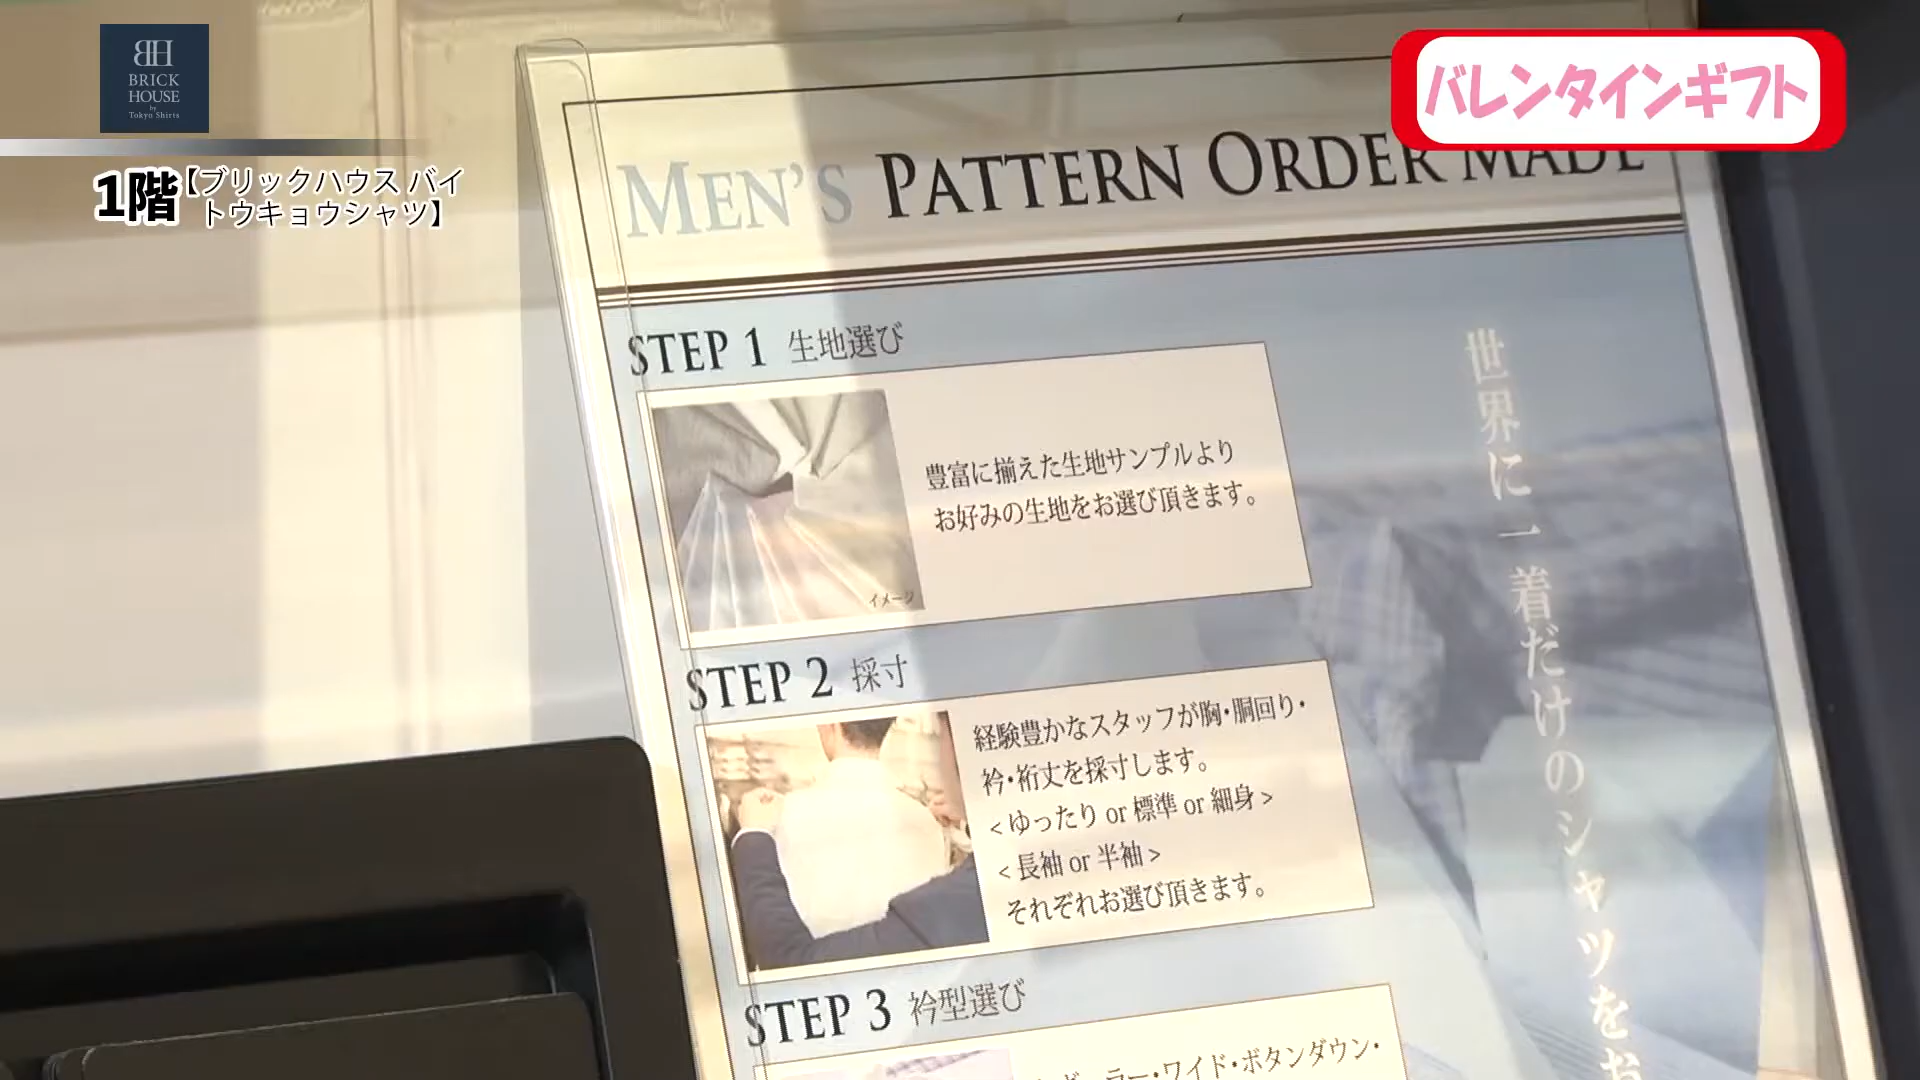 BH
BRICK
HOUSE
by
Tokyo Shirts
1階【ブリックハウス バイ
トウキョウシャツ】
バレンタインギフト
MEN'S PATTERN ORDER MADE
STEP 1 生地選び
豊富に揃えた生地サンプルより
お好みの生地をお選び頂きます。
イメージ
STEP 2 採寸
経験豊かなスタッフが胸・胴回り・
衿・裄丈を採寸します。
<ゆったり or 標準 or 細身>
<長袖 or 半袖>
それぞれお選び頂きます。
STEP 3 衿型選び
ラー・ワイド・ボタンダウン・
世界に一着だけのシャツをお